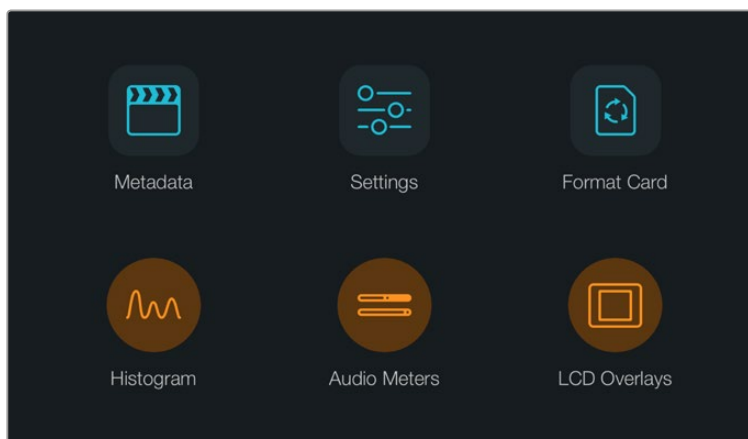 Metadata
Settings
Format Card
Histogram
Audio Meters
LCD Overlays